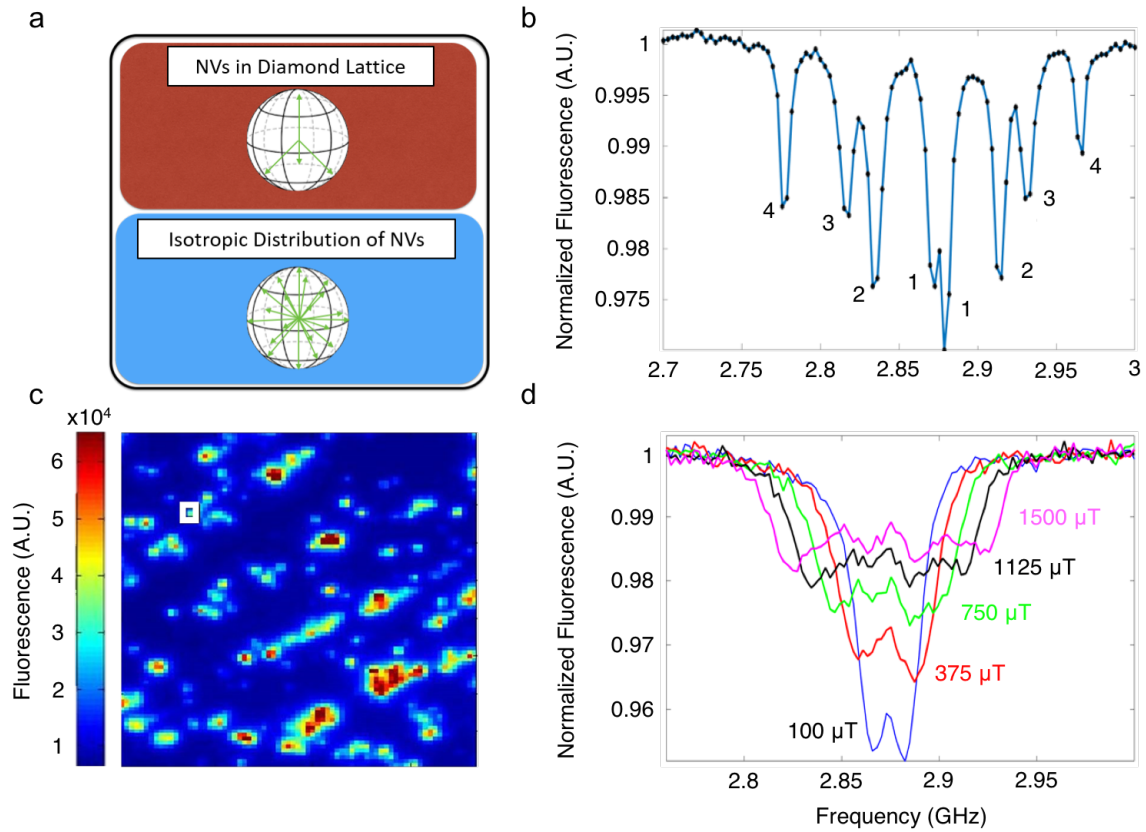 a
NVs in Diamond Lattice
Isotropic Distribution of NVs
b
Normalized Fluorescence (A.U.)
1
0.995
0.99
0.985
0.98
0.975
4
3
2
1
1
2
3
4
2.7
2.75
2.8
2.85
2.9
2.95
3
c
x10⁴
Fluorescence (A.U.)
6
5
4
3
2
1
d
Normalized Fluorescence (A.U.)
1
0.99
0.98
0.97
0.96
1500 µT
1125 µT
750 µT
375 µT
100 µT
2.8
2.85
2.9
2.95
Frequency (GHz)